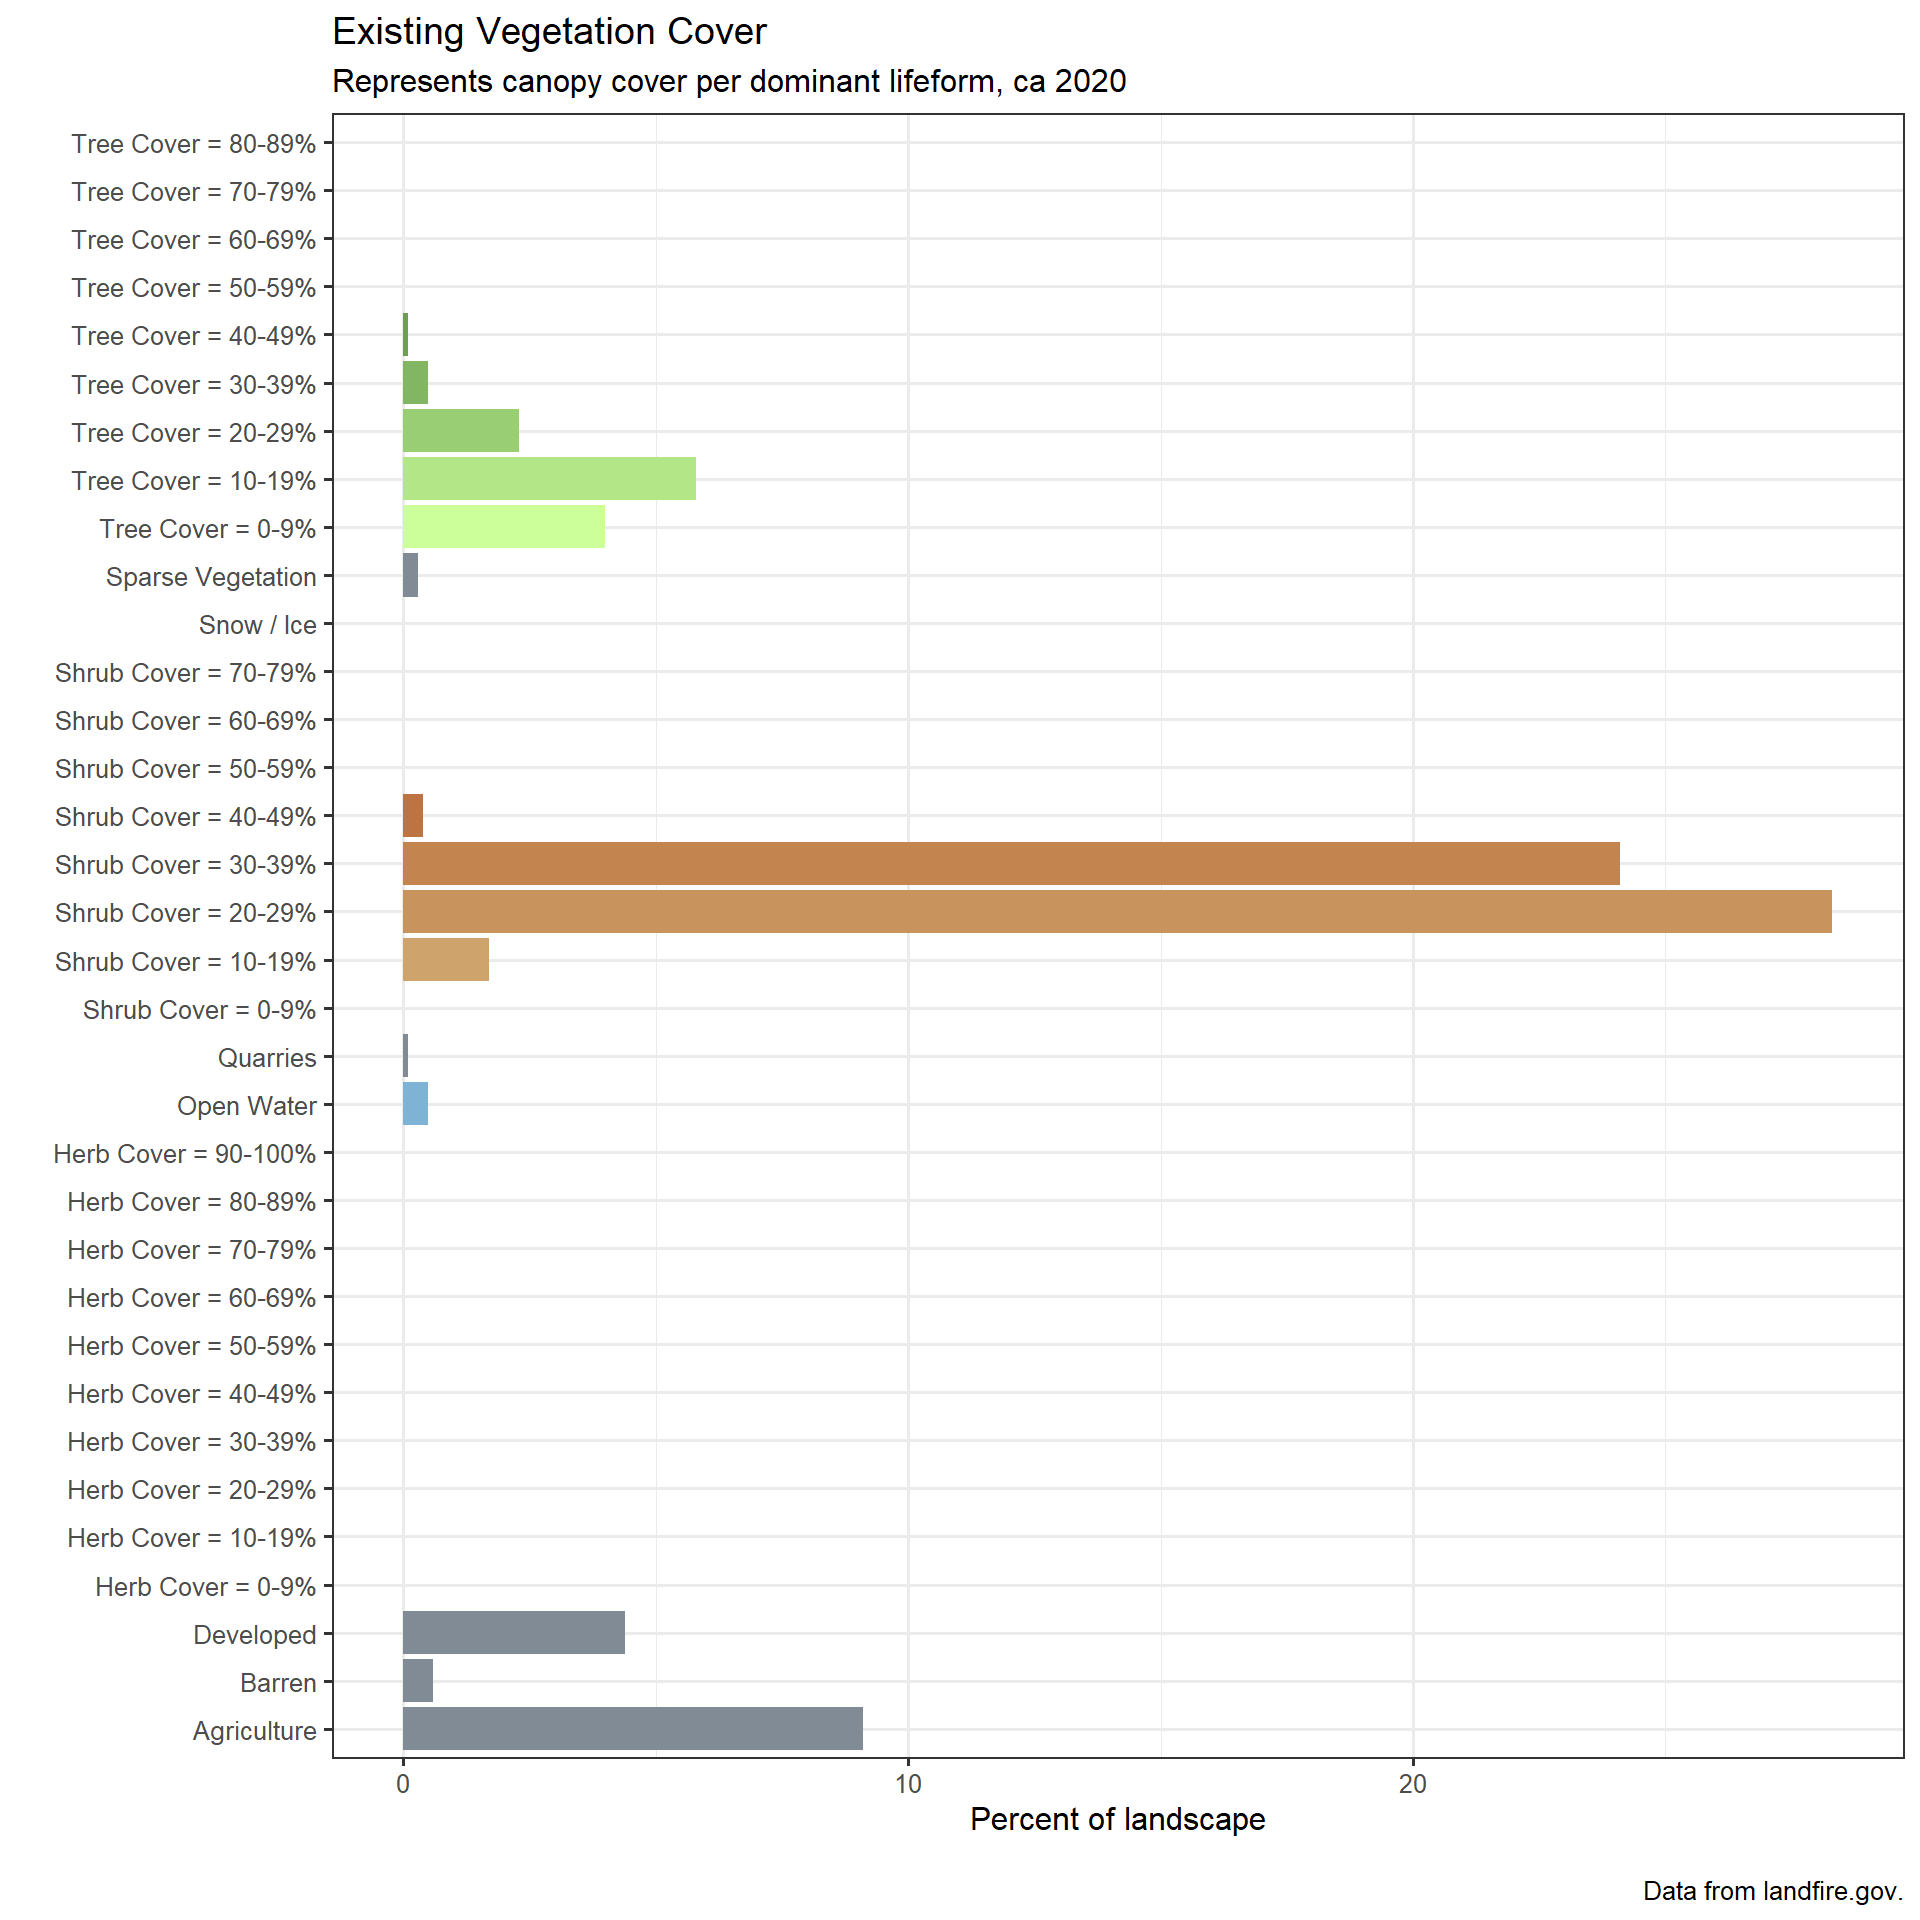 Existing Vegetation Cover
Represents canopy cover per dominant lifeform, ca 2020
Tree Cover = 80-89%
Tree Cover = 70-79%
Tree Cover = 60-69%
Tree Cover = 50-59%
Tree Cover = 40-49%
Tree Cover = 30-39%
Tree Cover = 20-29%
Tree Cover = 10-19%
Tree Cover = 0-9%
Sparse Vegetation
Snow / Ice
Shrub Cover = 70-79%
Shrub Cover = 60-69%
Shrub Cover = 50-59%
Shrub Cover = 40-49%
Shrub Cover = 30-39%
Shrub Cover = 20-29%
Shrub Cover = 10-19%
Shrub Cover = 0-9%
Quarries
Open Water
Herb Cover = 90-100%
Herb Cover = 80-89%
Herb Cover = 70-79%
Herb Cover = 60-69%
Herb Cover = 50-59%
Herb Cover = 40-49%
Herb Cover = 30-39%
Herb Cover = 20-29%
Herb Cover = 10-19%
Herb Cover = 0-9%
Developed
Barren
Agriculture
0 10 20
Percent of landscape
Data from landfire.gov.